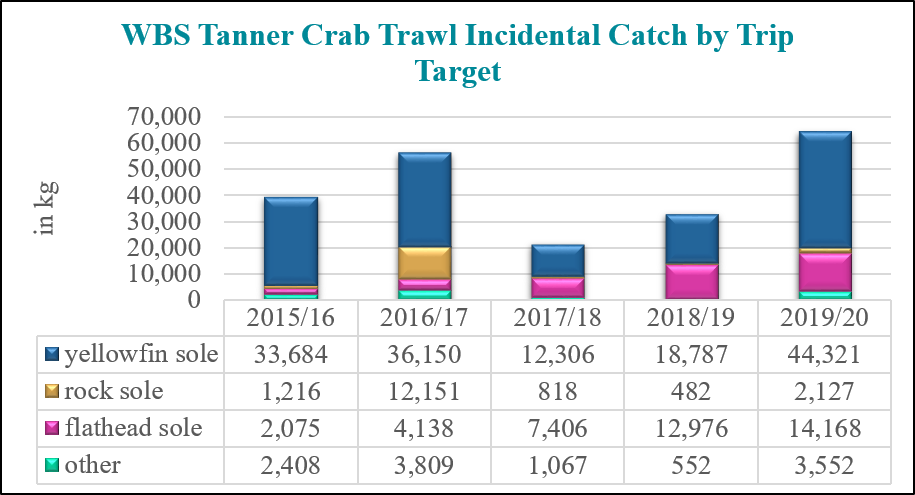 WBS Tanner Crab Trawl Incidental Catch by Trip
Target
in kg
70,000
60,000
50,000
40,000
30,000
20,000
10,000
0
2015/16 2016/17 2017/18 2018/19 2019/20
yellowfin sole 33,684 36,150 12,306 18,787 44,321
rock sole 1,216 12,151 818 482 2,127
flathead sole 2,075 4,138 7,406 12,976 14,168
other 2,408 3,809 1,067 552 3,552